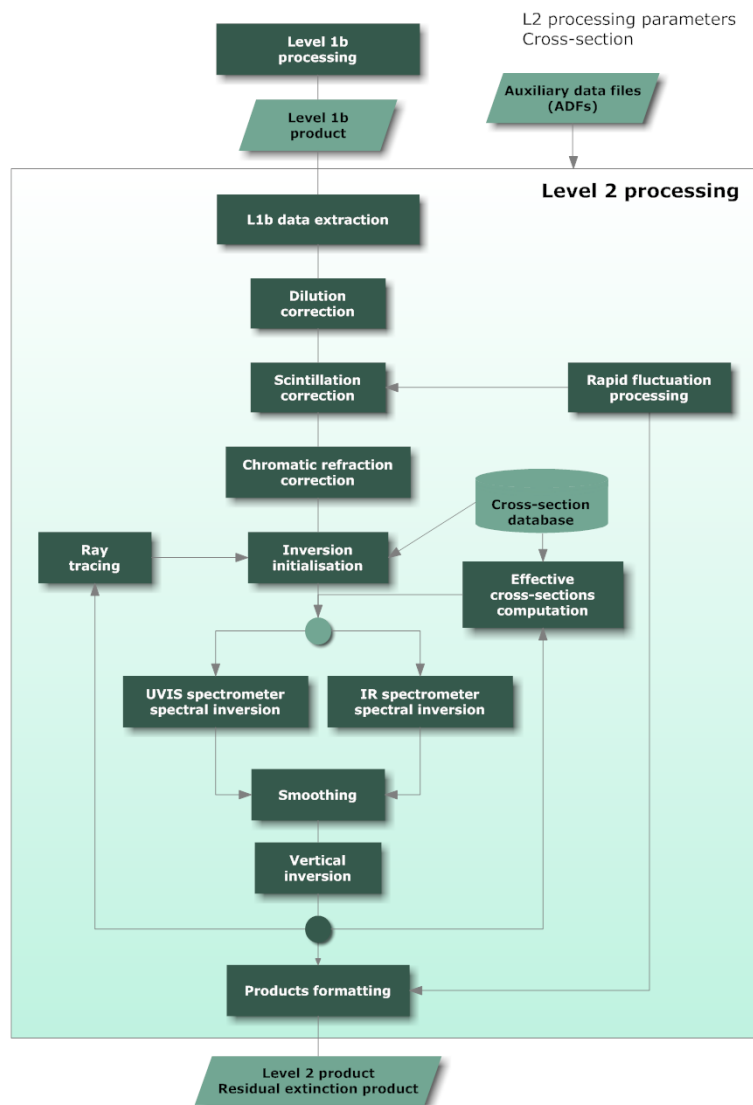 L2 processing parameters
Cross-section
Level 1b
processing
Auxiliary data files
(ADFs)
Level 1b
product
Level 2 processing
L1b data extraction
Dilution
correction
Scintillation
correction
Rapid fluctuation
processing
Chromatic refraction
correction
Cross-section
database
Ray
tracing
Inversion
initialisation
Effective
cross-sections
computation
UVIS spectrometer
spectral inversion
IR spectrometer
spectral inversion
Smoothing
Vertical
inversion
Products formatting
Level 2 product
Residual extinction product